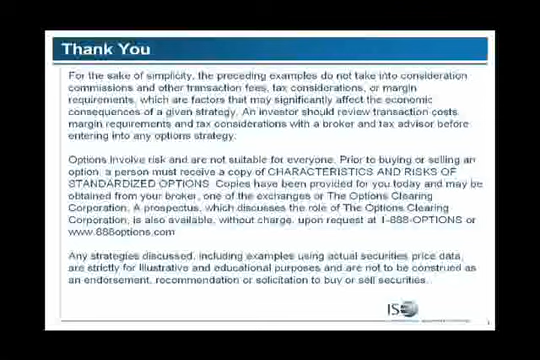 Thank You
For the sake of simplicity, the preceding examples do not take into consideration
commissions and other transaction fees, tax considerations, or margin
requirements, which are factors that may significantly affect the economic
consequences of a given strategy. An investor should review transaction costs,
margin requirements and tax considerations with a broker and tax advisor before
entering into any options strategy.
Options involve risk and are not suitable for everyone. Prior to buying or selling an
option, a person must receive a copy of CHARACTERISTICS AND RISKS OF
STANDARDIZED OPTIONS. Copies have been provided for you today and may be
obtained from your broker, one of the exchanges or The Options Clearing
Corporation. A prospectus, which discusses the role of The Options Clearing
Corporation, is also available, without charge, upon request at 1-888-OPTIONS or
www.888options.com
Any strategies discussed, including examples using actual securities price data,
are strictly for illustrative and educational purposes and are not to be construed as
an endorsement, recommendation or solicitation to buy or sell securities.
ISE